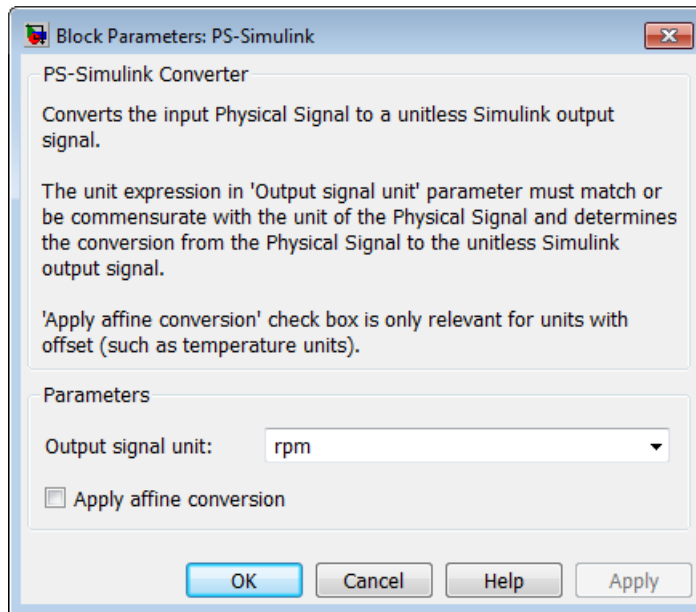 Block Parameters: PS-Simulink
PS-Simulink Converter
Converts the input Physical Signal to a unitless Simulink output
signal.
The unit expression in 'Output signal unit' parameter must match or
be commensurate with the unit of the Physical Signal and determines
the conversion from the Physical Signal to the unitless Simulink
output signal.
'Apply affine conversion' check box is only relevant for units with
offset (such as temperature units).
Parameters
Output signal unit: rpm
Apply affine conversion
OK Cancel Help Apply